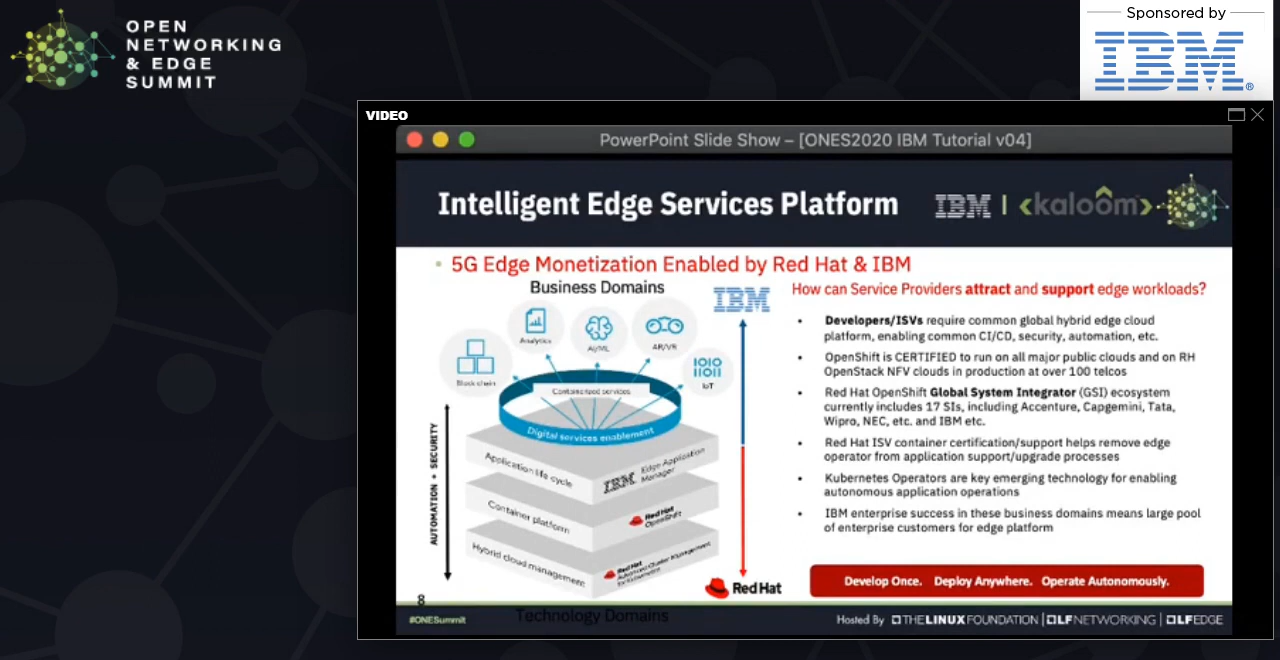 OPEN
NETWORKING
& EDGE
SUMMIT
Sponsored by
IBM®
VIDEO
PowerPoint Slide Show – [ONES2020 IBM Tutorial v04]
Intelligent Edge Services Platform
IBM | <kaloom>
• 5G Edge Monetization Enabled by Red Hat & IBM
Business Domains
IBM
Analytics
AI/ML
AR/VR
Block chain
IoT
Containerized services
Digital services enablement
AUTOMATION + SECURITY
Application life cycle
IBM Edge Application
Manager
Container platform
Red Hat
OpenShift
Hybrid cloud management
Red Hat
Advanced Cluster Management
for Kubernetes
Red Hat
How can Service Providers attract and support edge workloads?
• Developers/ISVs require common global hybrid edge cloud
platform, enabling common CI/CD, security, automation, etc.
• OpenShift is CERTIFIED to run on all major public clouds and on RH
OpenStack NFV clouds in production at over 100 telcos
• Red Hat OpenShift Global System Integrator (GSI) ecosystem
currently includes 17 SIs, including Accenture, Capgemini, Tata,
Wipro, NEC, etc. and IBM etc.
• Red Hat ISV container certification/support helps remove edge
operator from application support/upgrade processes
• Kubernetes Operators are key emerging technology for enabling
autonomous application operations
• IBM enterprise success in these business domains means large pool
of enterprise customers for edge platform
Develop Once. Deploy Anywhere. Operate Autonomously.
8
Technology Domains
#ONESummit
Hosted By THE LINUX FOUNDATION | LF NETWORKING | LF EDGE